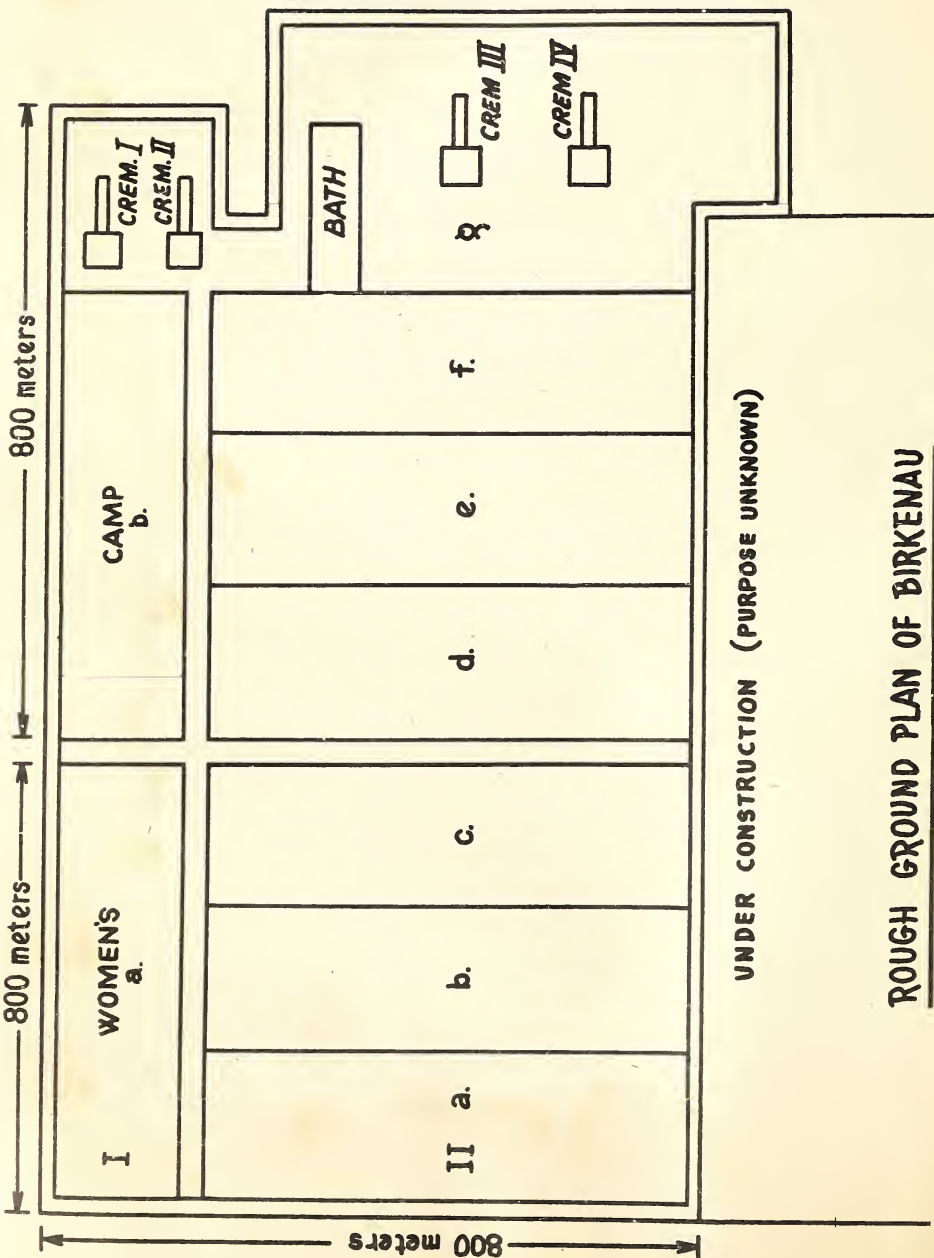 800 meters
800 meters
800 meters
I
WOMEN'S
a.
CAMP
b.
CREM. I
CREM. II
BATH
CREM III
CREM IV
II a.
b.
c.
d.
e.
f.
UNDER CONSTRUCTION (PURPOSE UNKNOWN)
ROUGH GROUND PLAN OF BIRKENAU